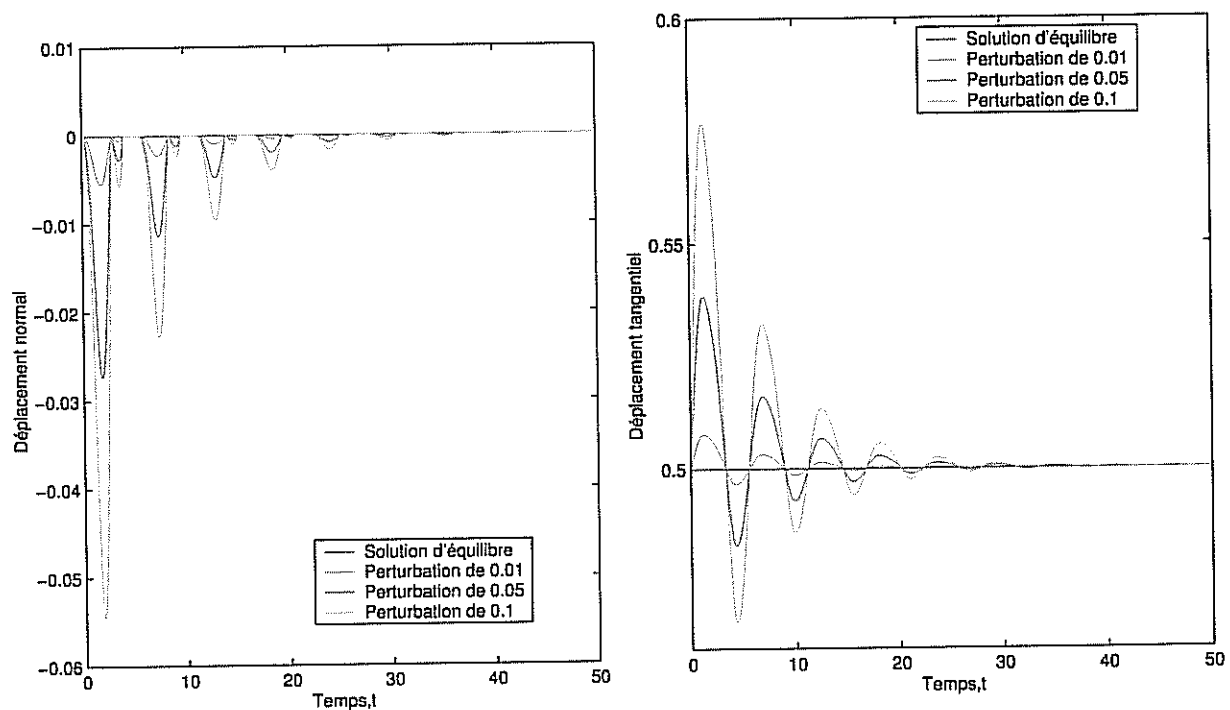 0.01
0
−0.01
−0.02
−0.03
−0.04
−0.05
−0.06
Déplacement normal
Solution d'équilibre
Perturbation de 0.01
Perturbation de 0.05
Perturbation de 0.1
0
10
20
30
40
50
Temps,t
0.6
0.55
0.5
Déplacement tangentiel
Solution d'équilibre
Perturbation de 0.01
Perturbation de 0.05
Perturbation de 0.1
0
10
20
30
40
50
Temps,t